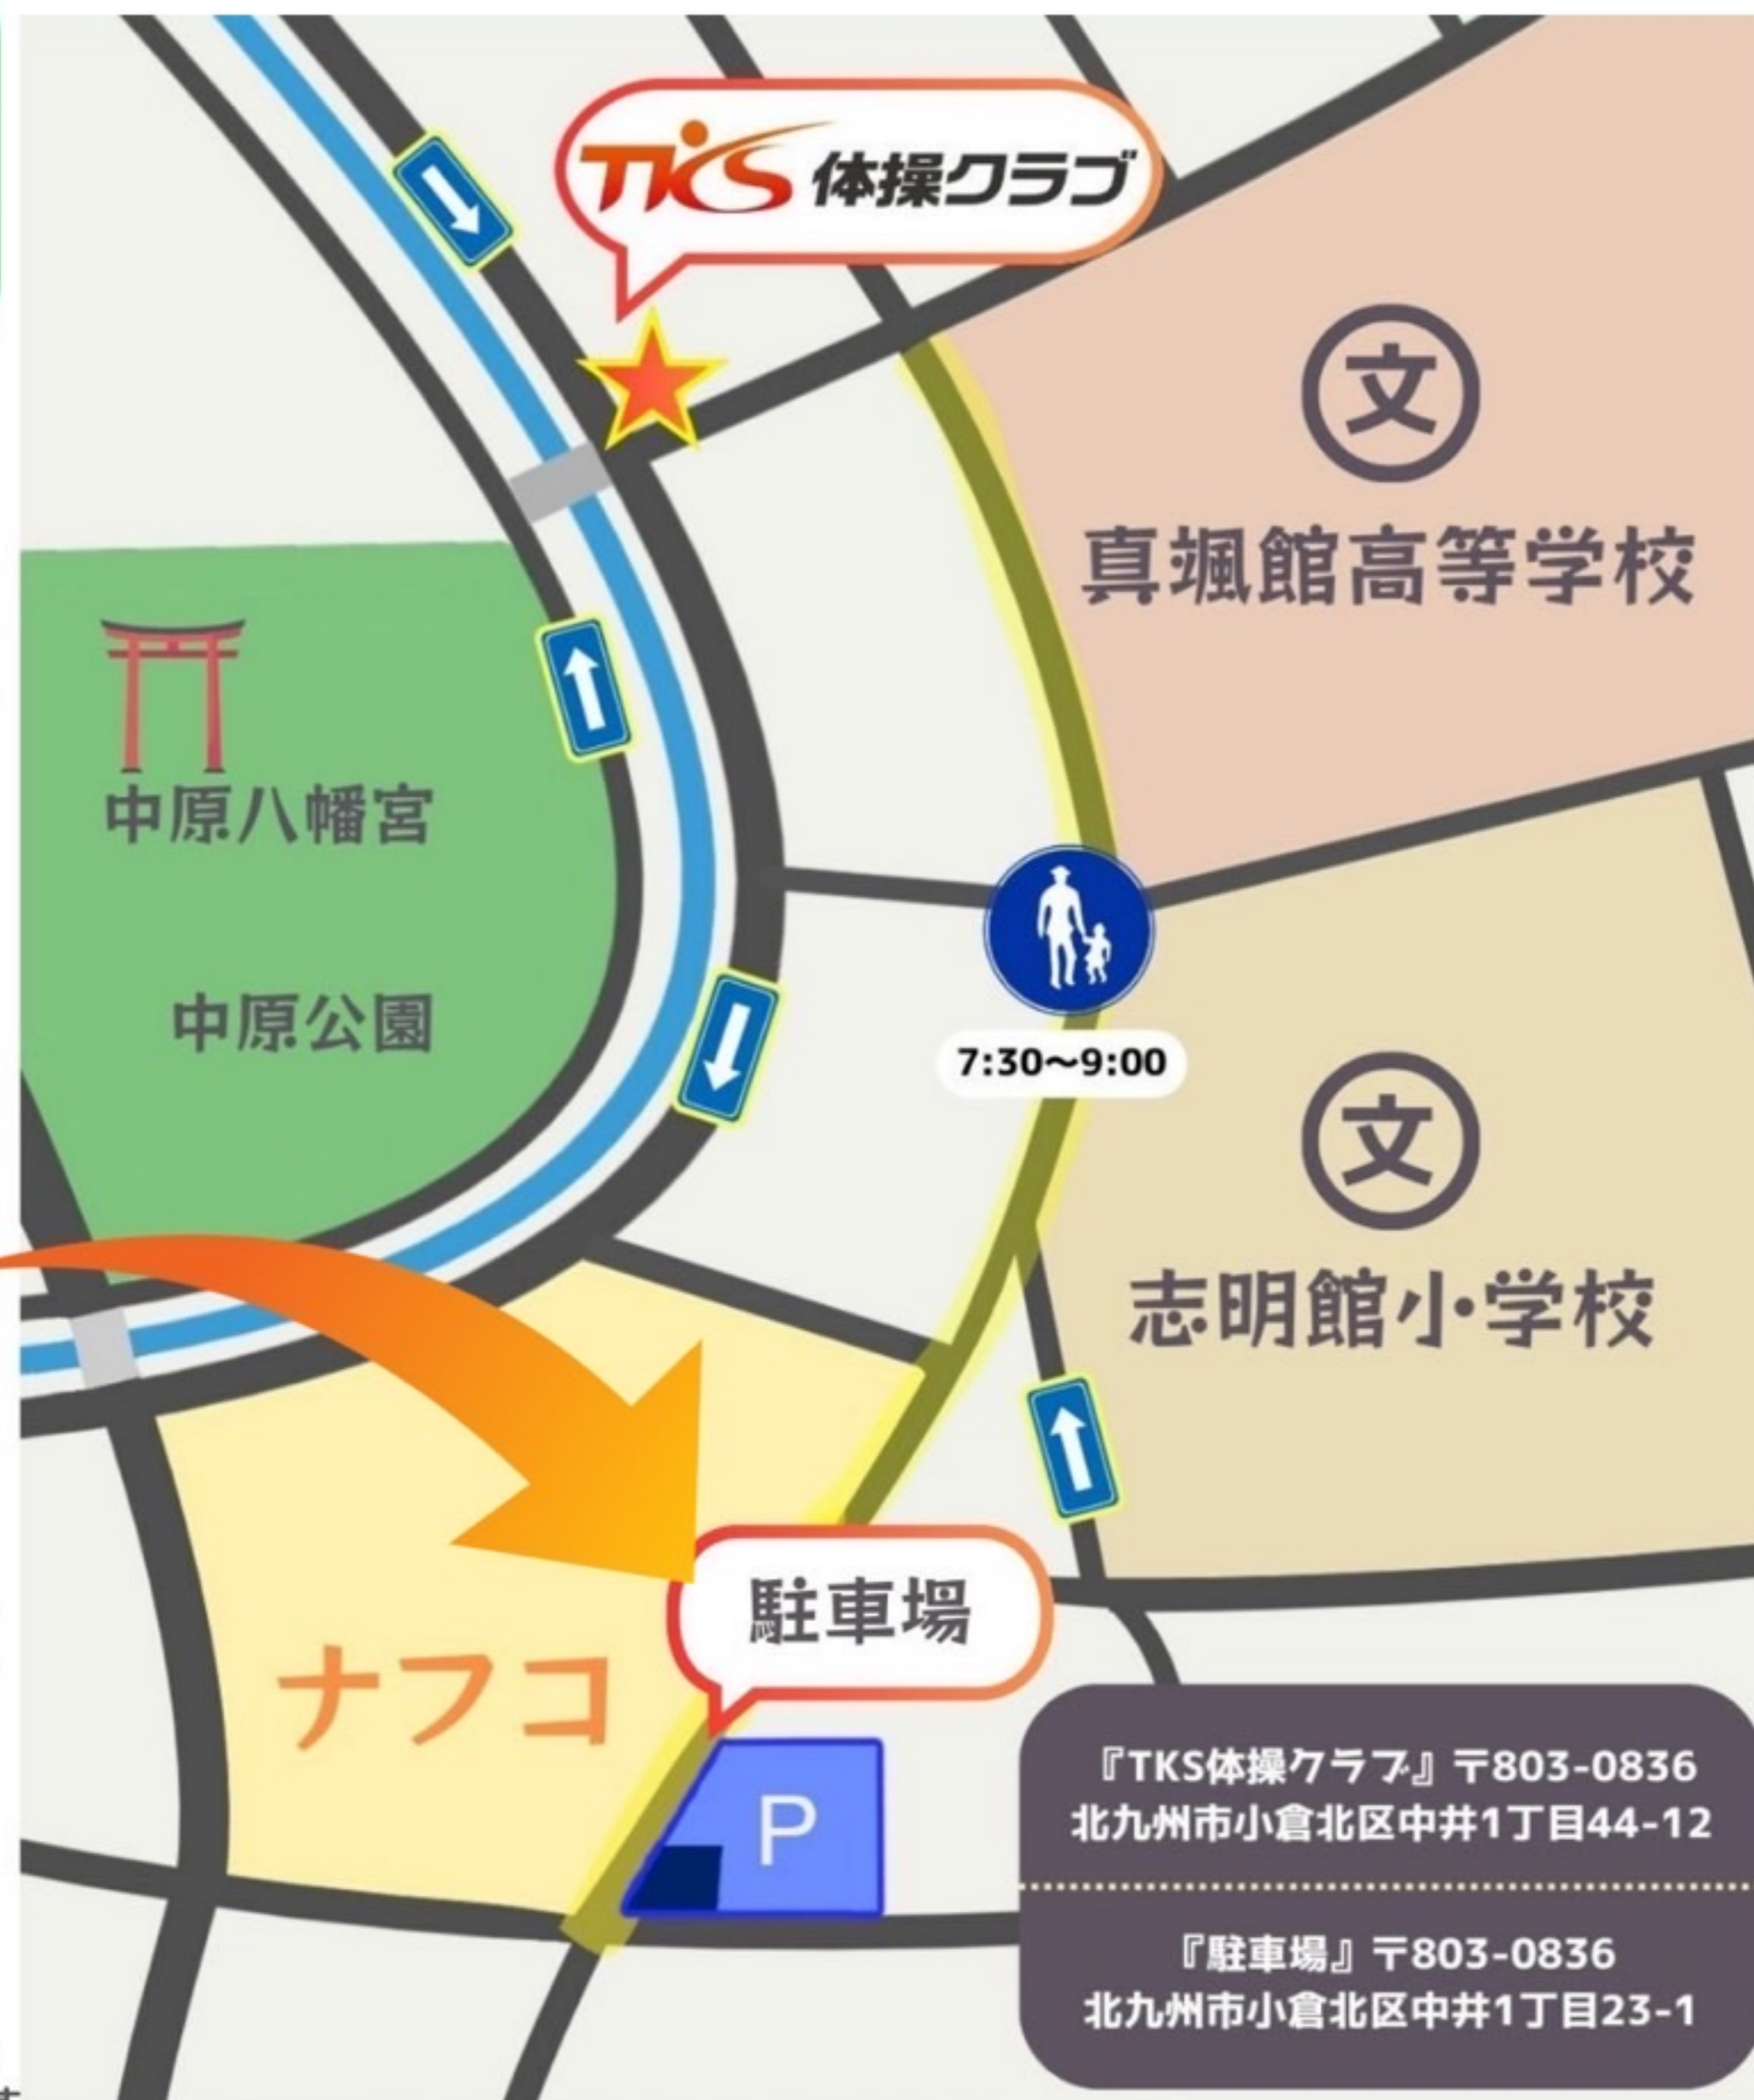 TKS 体操クラブ
文
真颯館高等学校
中原八幡宮
中原公園
7:30〜9:00
文
志明館小学校
駐車場
ナフコ
P
『TKS体操クラブ』〒803-0836
北九州市小倉北区中井1丁目44-12
『駐車場』〒803-0836
北九州市小倉北区中井1丁目23-1